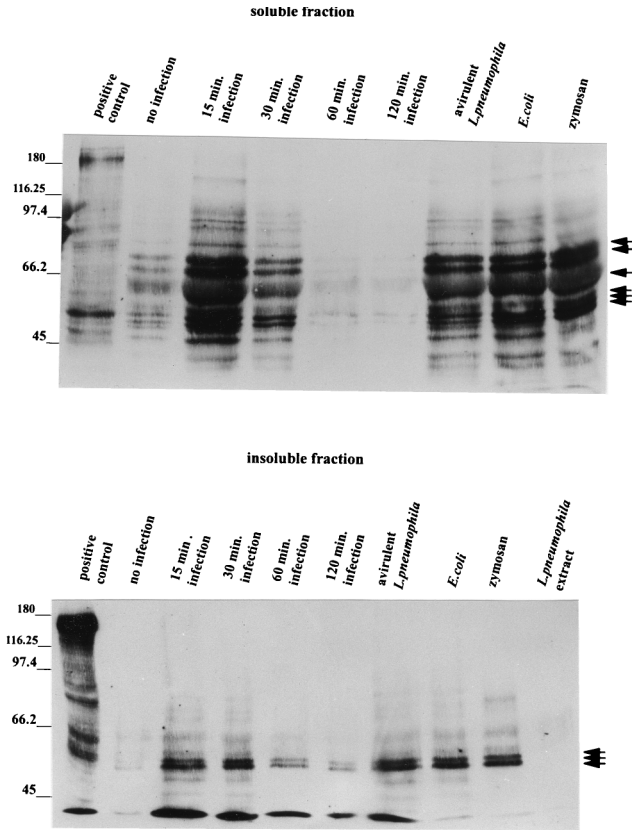 soluble fraction
positive control
no infection
15 min. infection
30 min. infection
60 min. infection
120 min. infection
avirulent L.pneumophila
E.coli
zymosan
180
116.25
97.4
66.2
45
insoluble fraction
positive control
no infection
15 min. infection
30 min. infection
60 min. infection
120 min. infection
avirulent L.pneumophila
E.coli
zymosan
L.pneumophila extract
180
116.25
97.4
66.2
45